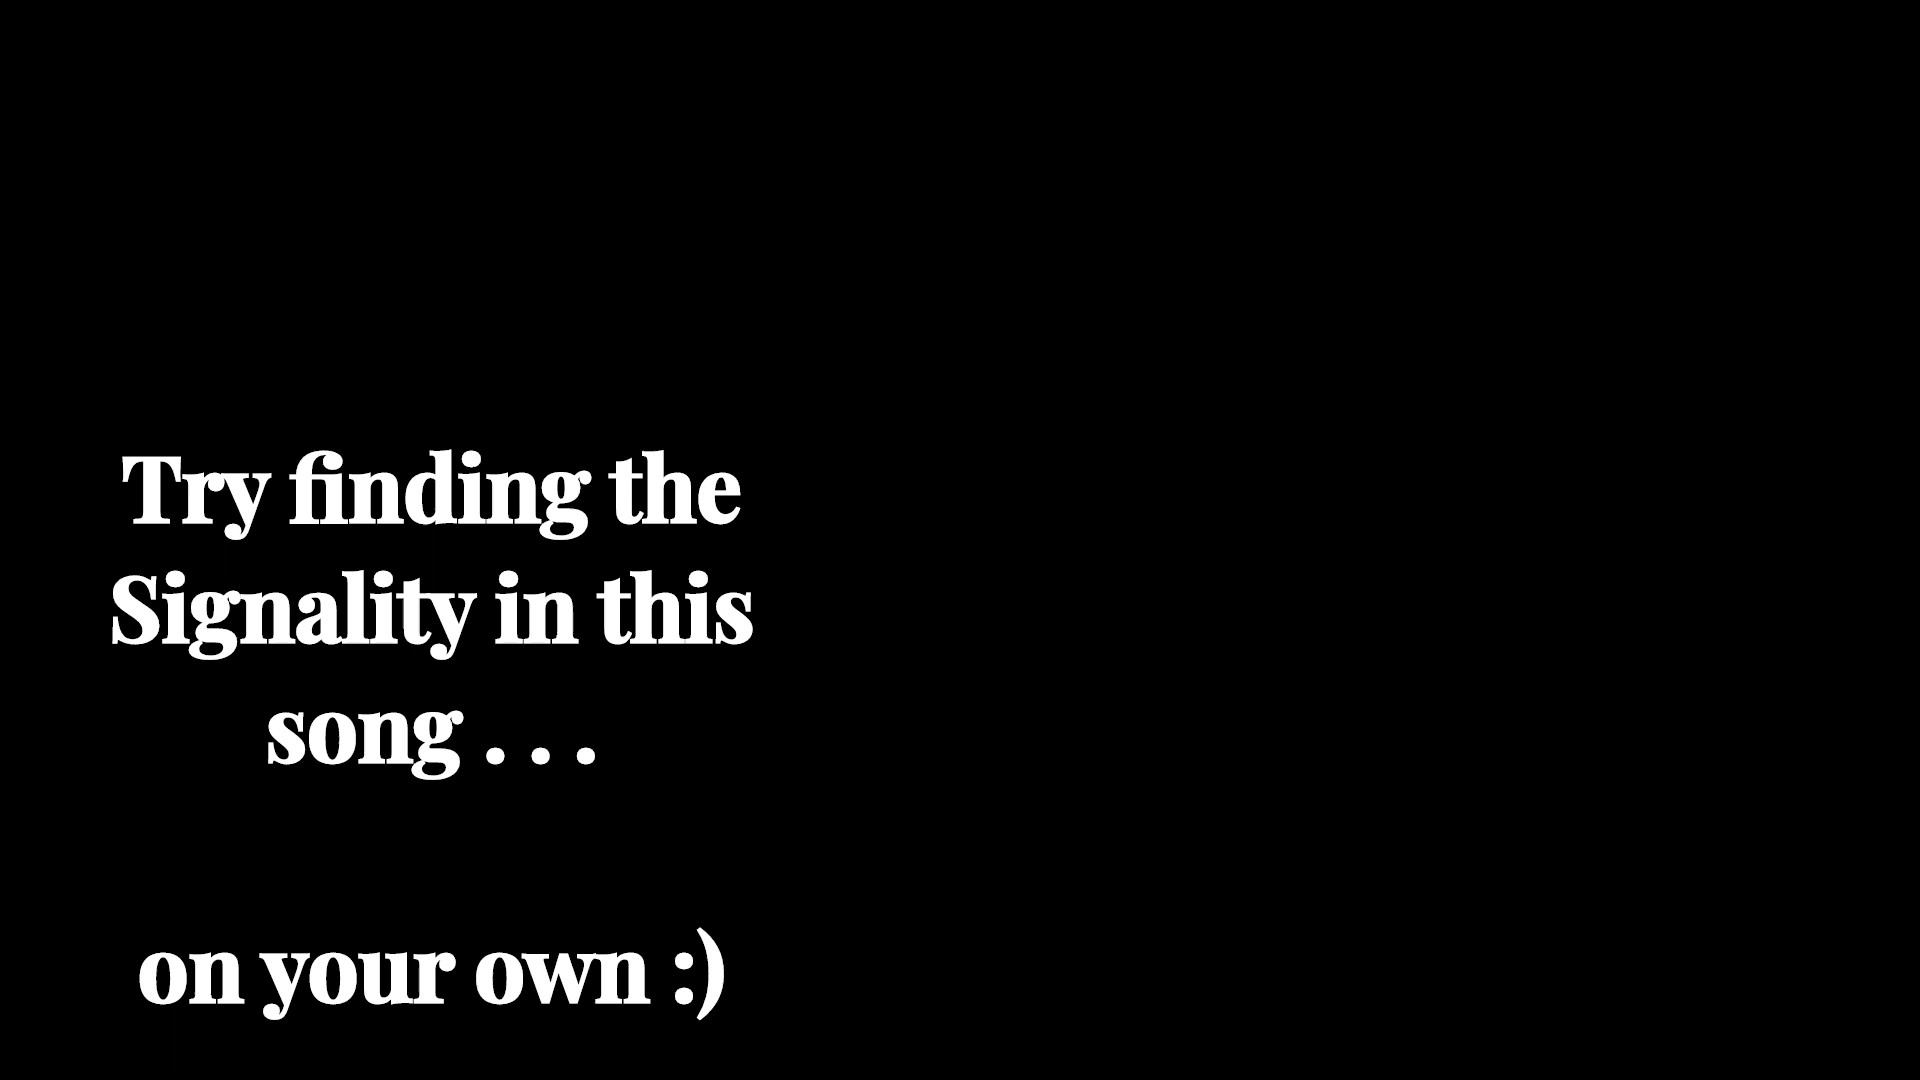 Try finding the
Signality in this
song . . .
on your own :)